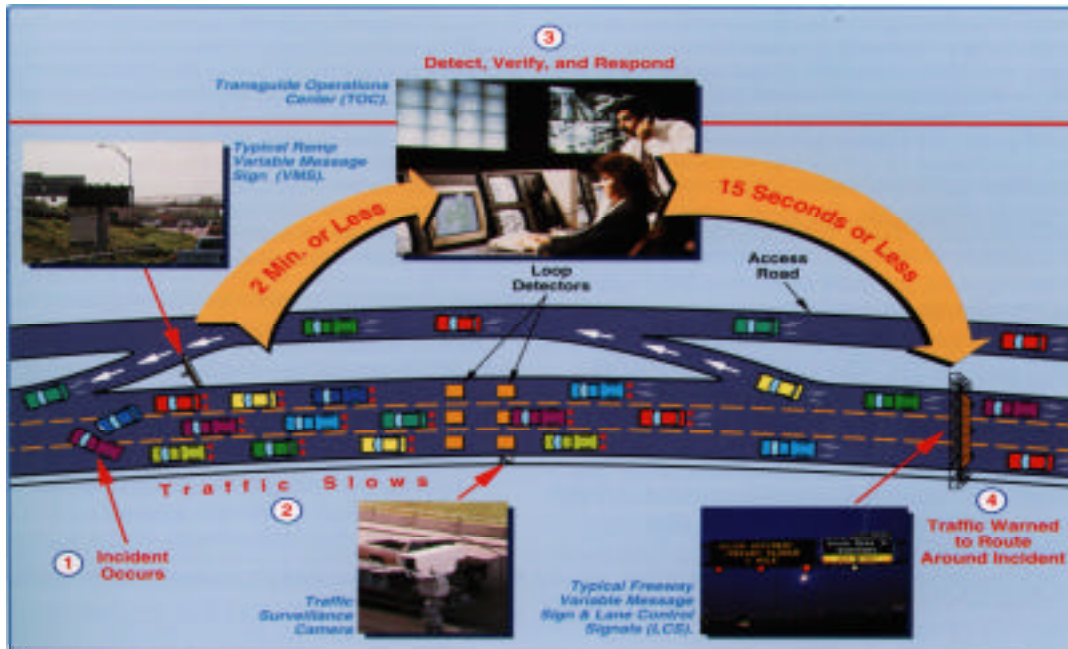 3
Detect, Verify, and Respond
Transguide Operations
Center (TOC).
Typical Ramp
Variable Message
Sign (VMS).
2 Min. or Less
15 Seconds or Less
Loop
Detectors
Access
Road
Traffic Slows
2
1
Incident
Occurs
Traffic
Surveillance
Camera
Typical Freeway
Variable Message
Sign & Lane Control
Signals (LCS).
4
Traffic Warned
to Route
Around Incident